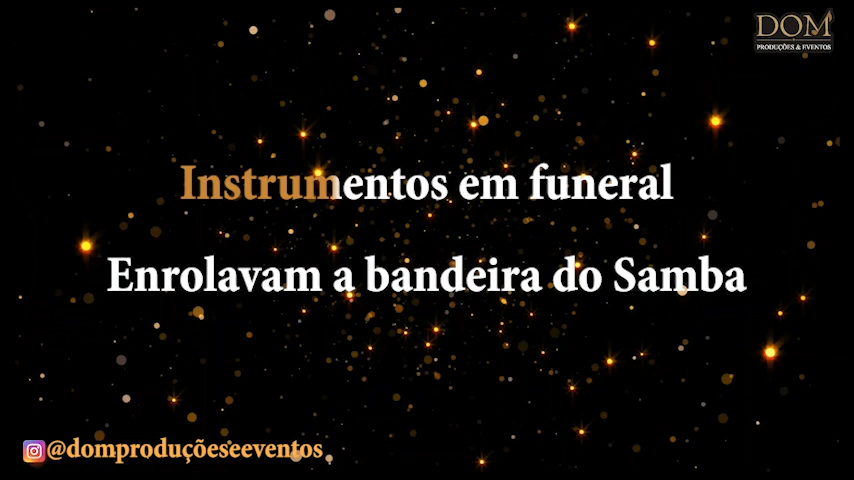 DOM
PRODUÇÕES & EVENTOS
Instrumentos em funeral
Enrolavam a bandeira do Samba
@domproduçõeseeventos